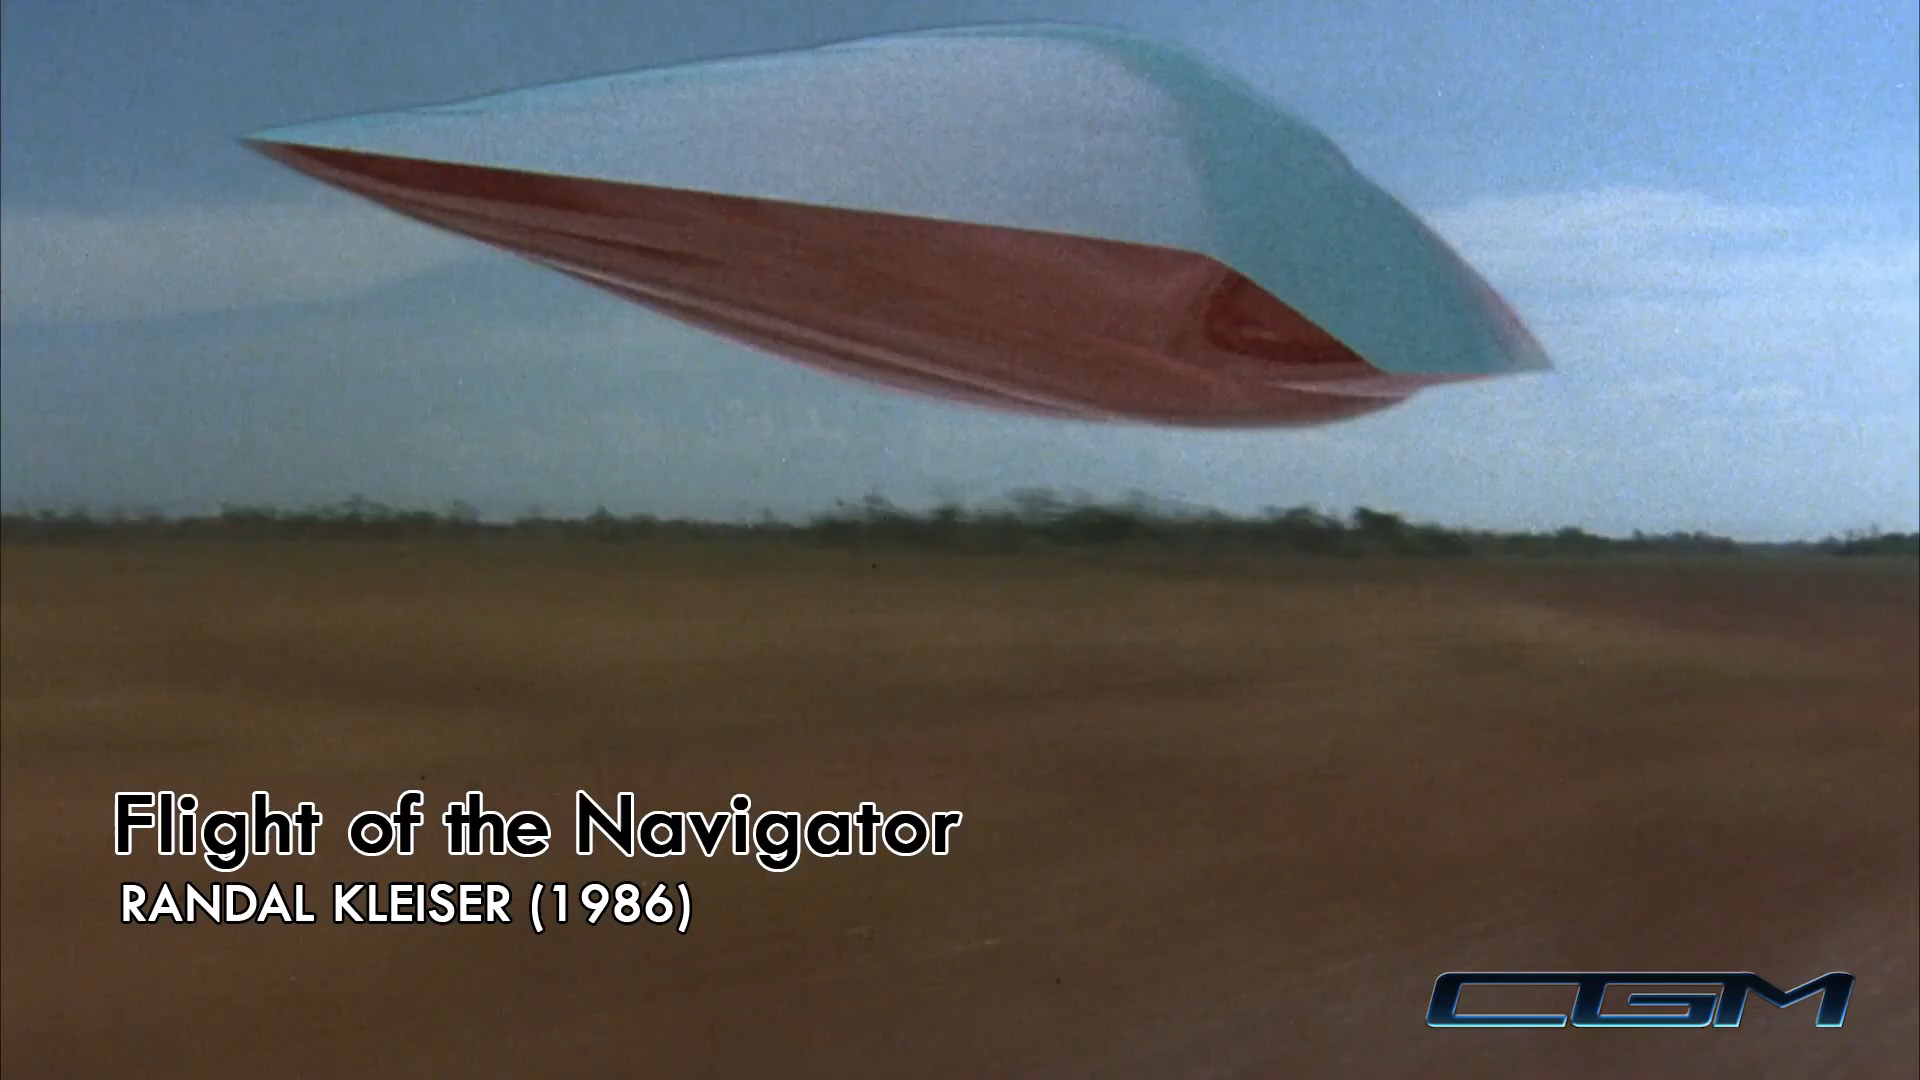 Flight of the Navigator
RANDAL KLEISER (1986)
CGM